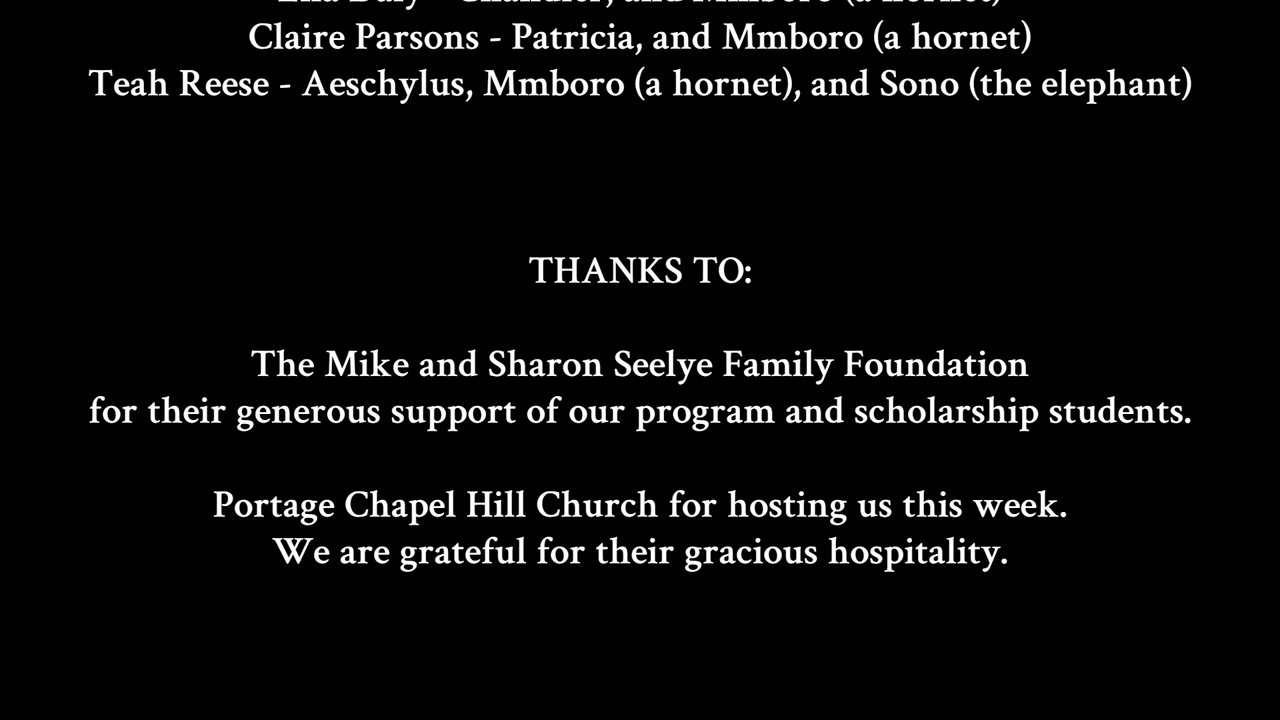 Claire Parsons - Patricia, and Mmboro (a hornet)
Teah Reese - Aeschylus, Mmboro (a hornet), and Sono (the elephant)
THANKS TO:
The Mike and Sharon Seelye Family Foundation
for their generous support of our program and scholarship students.
Portage Chapel Hill Church for hosting us this week.
We are grateful for their gracious hospitality.